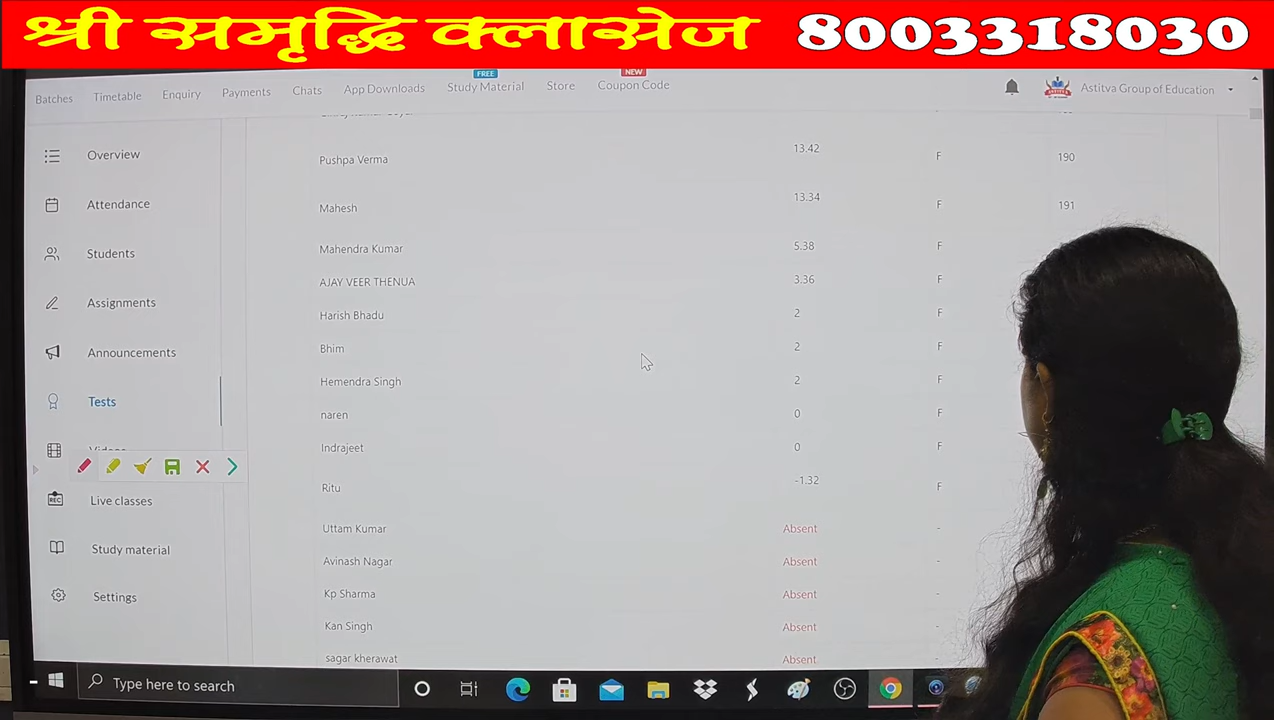 श्री समृद्धि क्लासेज 8003318030
Batches Timetable Enquiry Payments Chats App Downloads FREE Study Material Store NEW Coupon Code Astitva Group of Education
Overview
Attendance
Students
Assignments
Announcements
Tests
Videos
REC Live classes
Study material
Settings
Pushpa Verma 13.42 F 190
Mahesh 13.34 F 191
Mahendra Kumar 5.38 F
AJAY VEER THENUA 3.36 F
Harish Bhadu 2 F
Bhim 2 F
Hemendra Singh 2 F
naren 0 F
Indrajeet 0 F
Ritu -1.32 F
Uttam Kumar Absent -
Avinash Nagar Absent -
Kp Sharma Absent -
Kan Singh Absent -
sagar kherawat Absent
Type here to search